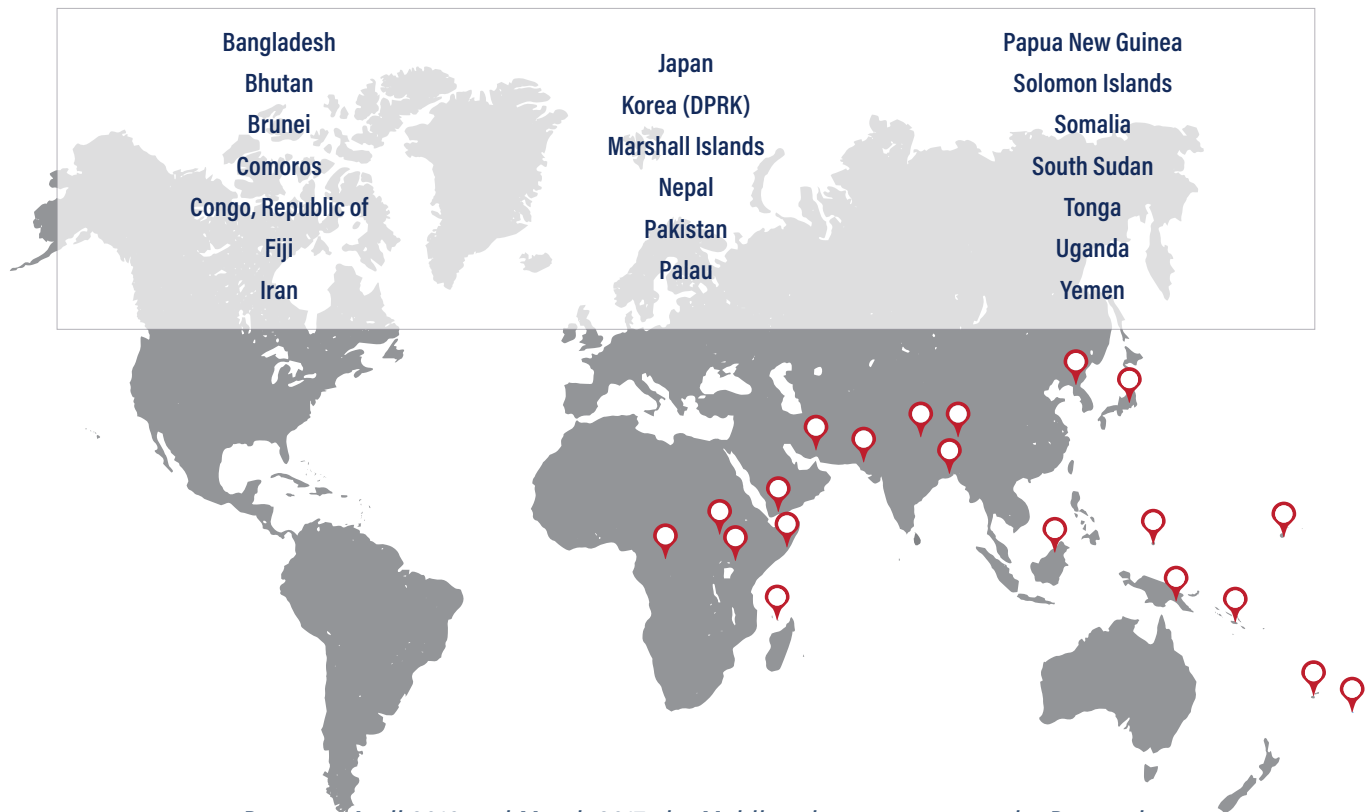 Bangladesh
Bhutan
Brunei
Comoros
Congo, Republic of
Fiji
Iran
Japan
Korea (DPRK)
Marshall Islands
Nepal
Pakistan
Palau
Papua New Guinea
Solomon Islands
Somalia
South Sudan
Tonga
Uganda
Yemen